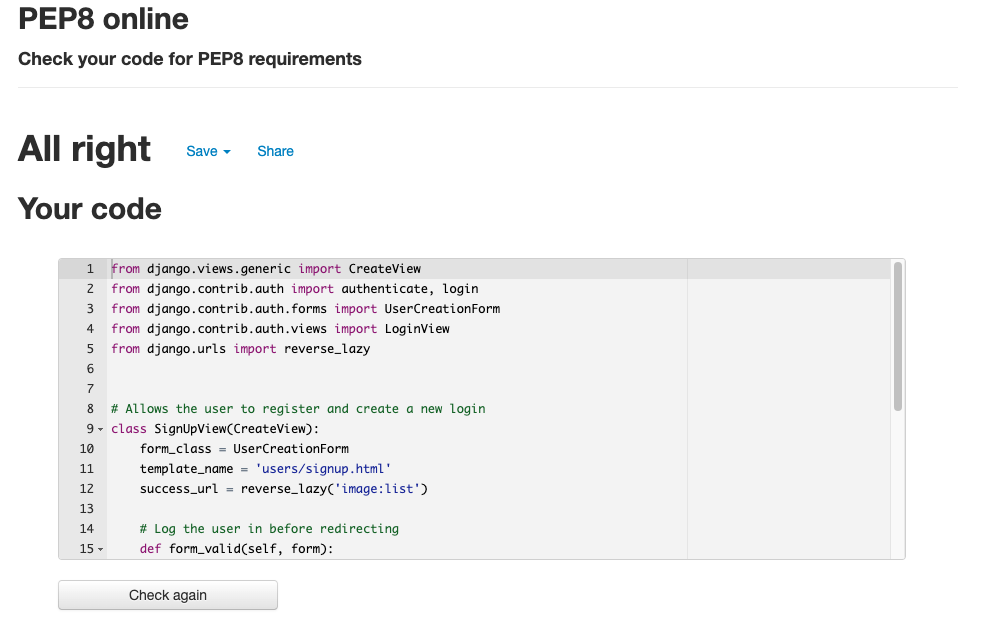 PEP8 online
Check your code for PEP8 requirements
All right Save Share
Your code
1 from django.views.generic import CreateView
2 from django.contrib.auth import authenticate, login
3 from django.contrib.auth.forms import UserCreationForm
4 from django.contrib.auth.views import LoginView
5 from django.urls import reverse_lazy
6
7
8 # Allows the user to register and create a new login
9 class SignUpView(CreateView):
10     form_class = UserCreationForm
11     template_name = 'users/signup.html'
12     success_url = reverse_lazy('image:list')
13
14     # Log the user in before redirecting
15     def form_valid(self, form):
Check again